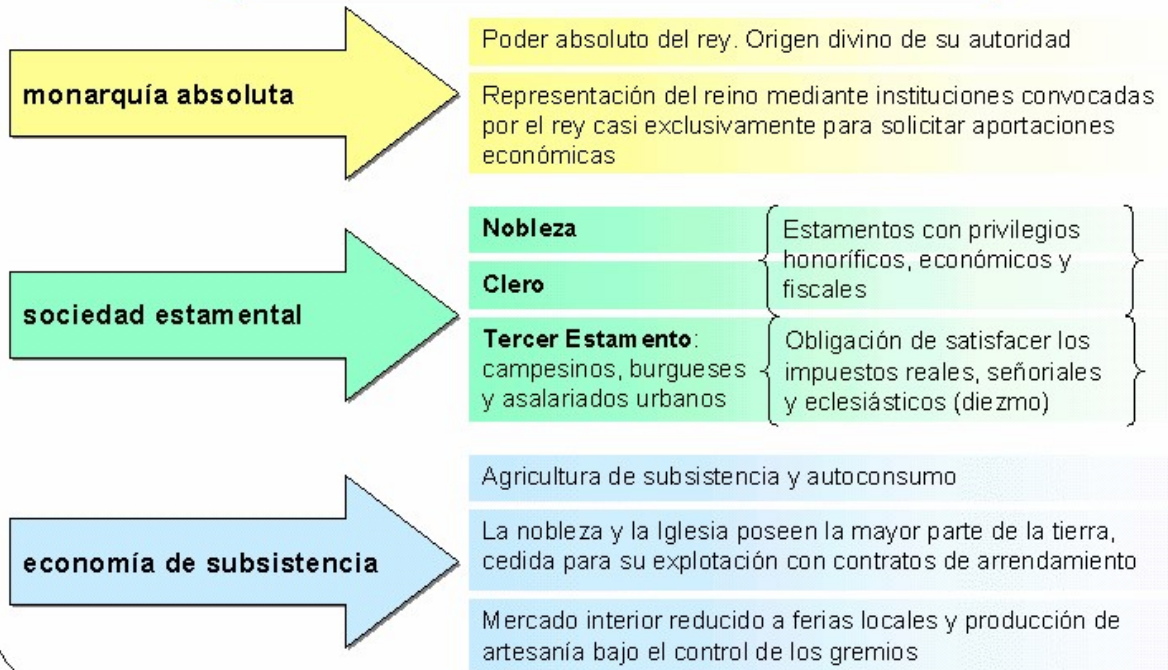 monarquía absoluta
Poder absoluto del rey. Origen divino de su autoridad
Representación del reino mediante instituciones convocadas
por el rey casi exclusivamente para solicitar aportaciones
económicas
sociedad estamental
Nobleza
Clero
Estamentos con privilegios
honoríficos, económicos y
fiscales
Tercer Estamento:
campesinos, burgueses
y asalariados urbanos
Obligación de satisfacer los
impuestos reales, señoriales
y eclesiásticos (diezmo)
economía de subsistencia
Agricultura de subsistencia y autoconsumo
La nobleza y la Iglesia poseen la mayor parte de la tierra,
cedida para su explotación con contratos de arrendamiento
Mercado interior reducido a ferias locales y producción de
artesanía bajo el control de los gremios